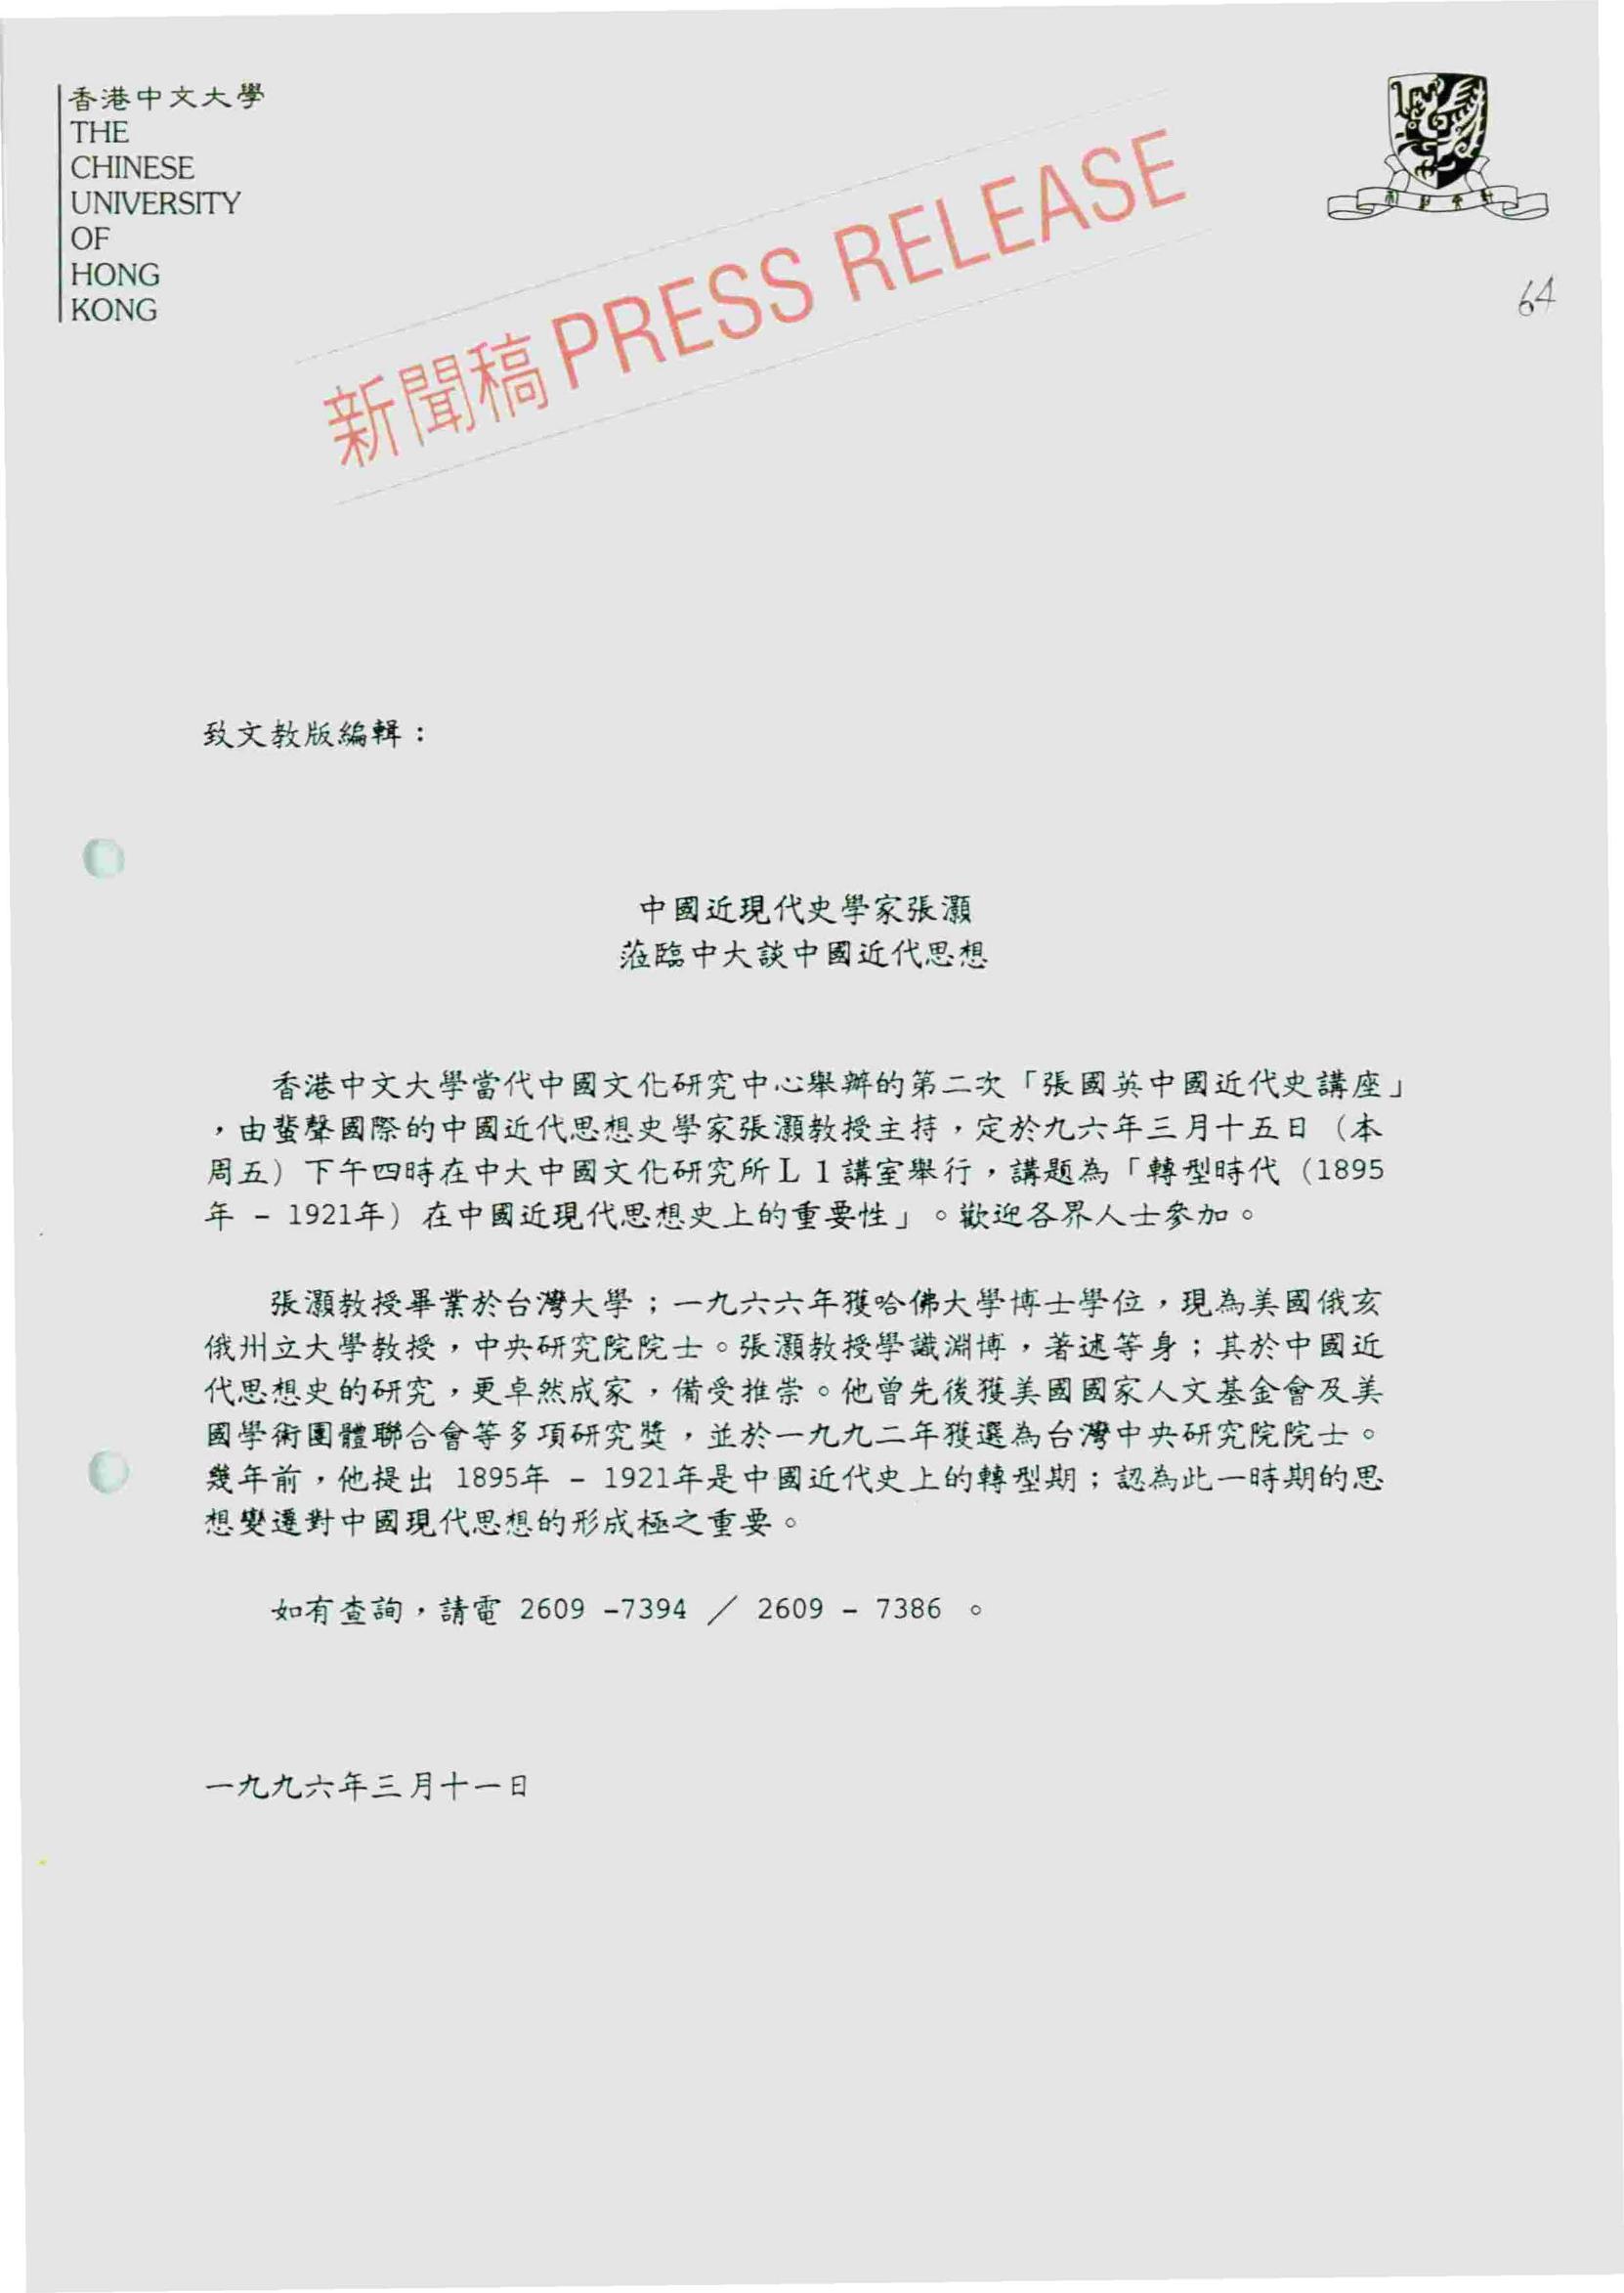 香港中文大學
THE
CHINESE
UNIVERSITY
OF
HONG
KONG
新聞稿 PRESS RELEASE
64
致文教版編輯：
中國近現代史學家張灝
蒞臨中大談中國近代思想
香港中文大學當代中國文化研究中心舉辦的第二次「張國英中國近代史講座」
，由蜚聲國際的中國近代思想史學家張灝教授主持，定於九六年三月十五日（本
周五）下午四時在中大中國文化研究所Ｌ１講室舉行，講題為「轉型時代（1895
年 - 1921年）在中國近現代思想史上的重要性」。歡迎各界人士參加。
張灝教授畢業於台灣大學；一九六六年獲哈佛大學博士學位，現為美國俄亥
俄州立大學教授，中央研究院院士。張灝教授學識淵博，著述等身；其於中國近
代思想史的研究，更卓然成家，備受推崇。他曾先後獲美國國家人文基金會及美
國學術團體聯合會等多項研究獎，並於一九九二年獲選為台灣中央研究院院士。
幾年前，他提出 1895年 - 1921年是中國近代史上的轉型期；認為此一時期的思
想變遷對中國現代思想的形成極之重要。
如有查詢，請電 2609 -7394 ／ 2609 - 7386 。
一九九六年三月十一日